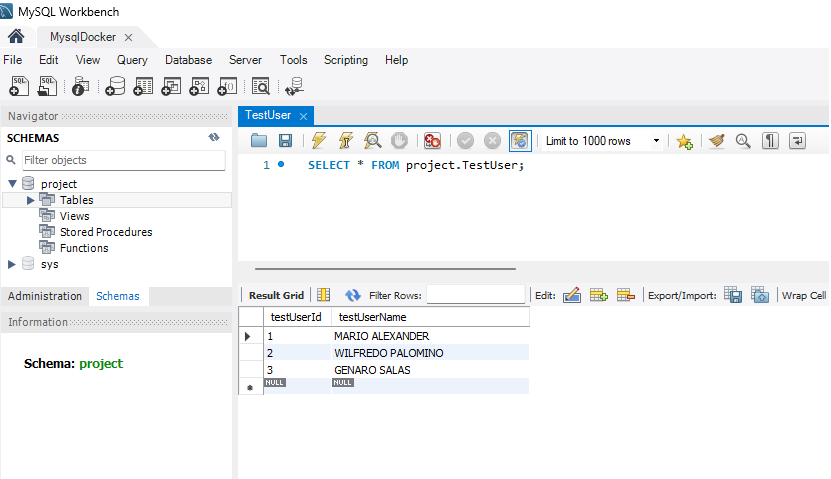 MySQL Workbench
MysqlDocker
File Edit View Query Database Server Tools Scripting Help
SQL SQL
Navigator
SCHEMAS
Filter objects
project
Tables
Views
Stored Procedures
Functions
sys
Administration Schemas
Information
Schema: project
TestUser
Limit to 1000 rows
1 SELECT * FROM project.TestUser;
Result Grid Filter Rows: Edit: Export/Import: Wrap Cell
testUserId testUserName
1 MARIO ALEXANDER
2 WILFREDO PALOMINO
3 GENARO SALAS
NULL NULL